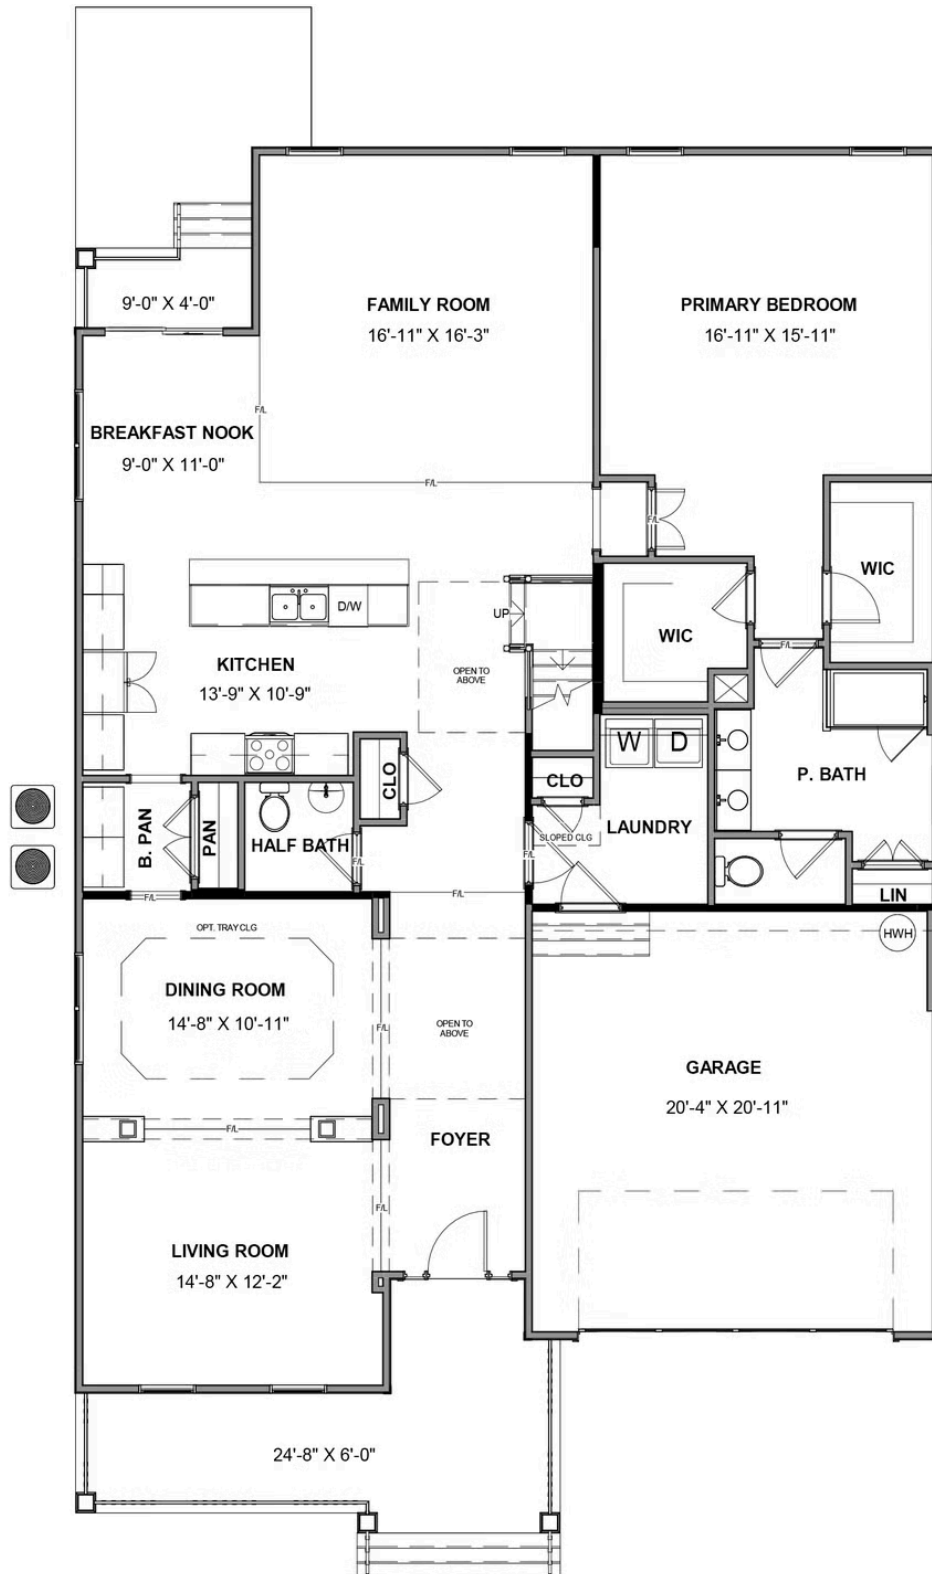 9'-0" X 4'-0"
FAMILY ROOM
16'-11" X 16'-3"
PRIMARY BEDROOM
16'-11" X 15'-11"
F/L
BREAKFAST NOOK
9'-0" X 11'-0"
F/L
F/L
WIC
D/W
UP
WIC
F/L
KITCHEN
13'-9" X 10'-9"
OPEN TO
ABOVE
W
D
CLO
CLO
P. BATH
B. PAN
PAN
HALF BATH
F/L
LAUNDRY
SLOPED CLG
F/L
F/L
LIN
OPT. TRAY CLG
HWH
DINING ROOM
14'-8" X 10'-11"
F/L
OPEN TO
ABOVE
GARAGE
20'-4" X 20'-11"
F/L
FOYER
F/L
LIVING ROOM
14'-8" X 12'-2"
24'-8" X 6'-0"